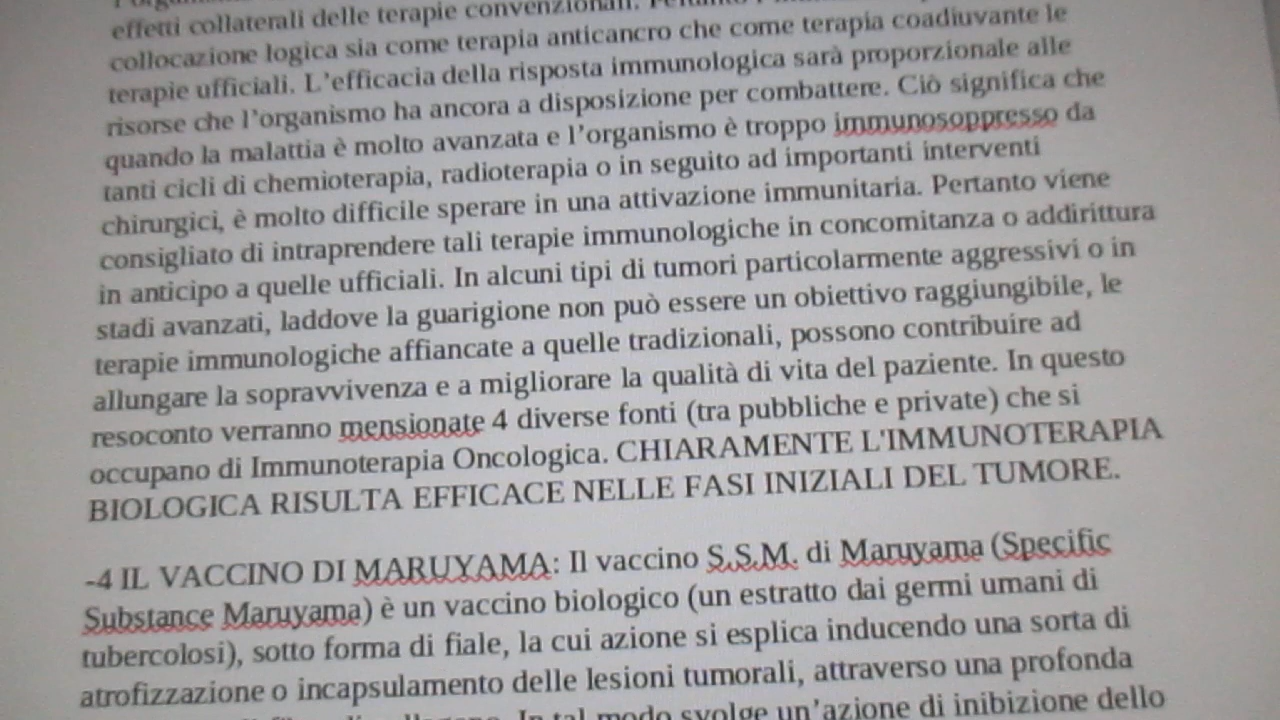 effetti collaterali delle terapie convenzionali.
collocazione logica sia come terapia anticancro che come terapia coadiuvante le
terapie ufficiali. L'efficacia della risposta immunologica sarà proporzionale alle
risorse che l'organismo ha ancora a disposizione per combattere. Ciò significa che
quando la malattia è molto avanzata e l'organismo è troppo immunosoppresso da
tanti cicli di chemioterapia, radioterapia o in seguito ad importanti interventi
chirurgici, è molto difficile sperare in una attivazione immunitaria. Pertanto viene
consigliato di intraprendere tali terapie immunologiche in concomitanza o addirittura
in anticipo a quelle ufficiali. In alcuni tipi di tumori particolarmente aggressivi o in
stadi avanzati, laddove la guarigione non può essere un obiettivo raggiungibile, le
terapie immunologiche affiancate a quelle tradizionali, possono contribuire ad
allungare la sopravvivenza e a migliorare la qualità di vita del paziente. In questo
resoconto verranno mensionate 4 diverse fonti (tra pubbliche e private) che si
occupano di Immunoterapia Oncologica. CHIARAMENTE L'IMMUNOTERAPIA
BIOLOGICA RISULTA EFFICACE NELLE FASI INIZIALI DEL TUMORE.
-4 IL VACCINO DI MARUYAMA: Il vaccino S.S.M. di Maruyama (Specific
Substance Maruyama) è un vaccino biologico (un estratto dai germi umani di
tubercolosi), sotto forma di fiale, la cui azione si esplica inducendo una sorta di
atrofizzazione o incapsulamento delle lesioni tumorali, attraverso una profonda
In tal modo svolge un'azione di inibizione dello